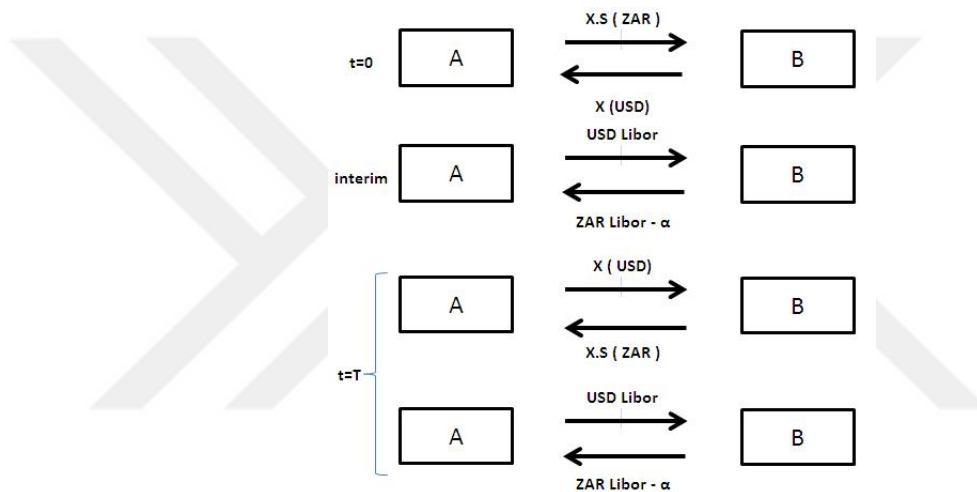 X.S ( ZAR )
t=0
A
B
X (USD)
USD Libor
interim
A
B
ZAR Libor - α
X ( USD)
A
B
X.S ( ZAR )
t=T
USD Libor
A
B
ZAR Libor - α